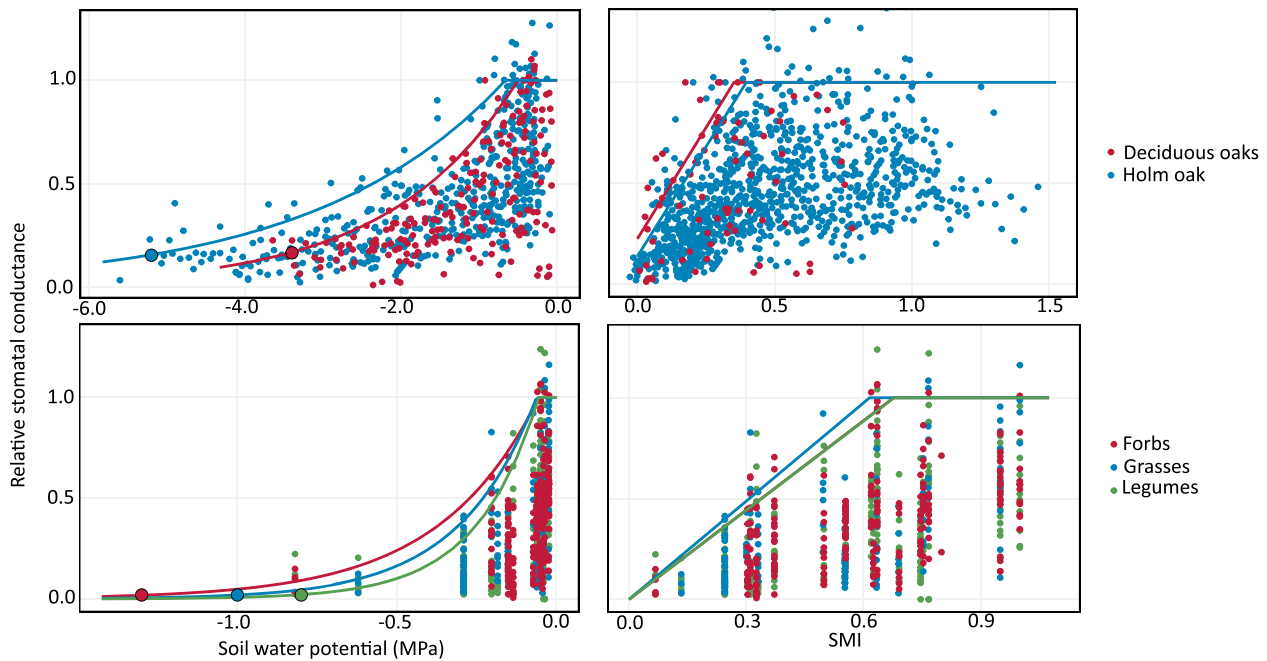 1.0
0.5
0.0
-6.0 -4.0 -2.0 0.0
0.0 0.5 1.0 1.5
Deciduous oaks
Holm oak
Relative stomatal conductance
1.0
0.5
0.0
-1.0 -0.5 0.0
Soil water potential (MPa)
0.0 0.3 0.6 0.9
SMI
Forbs
Grasses
Legumes